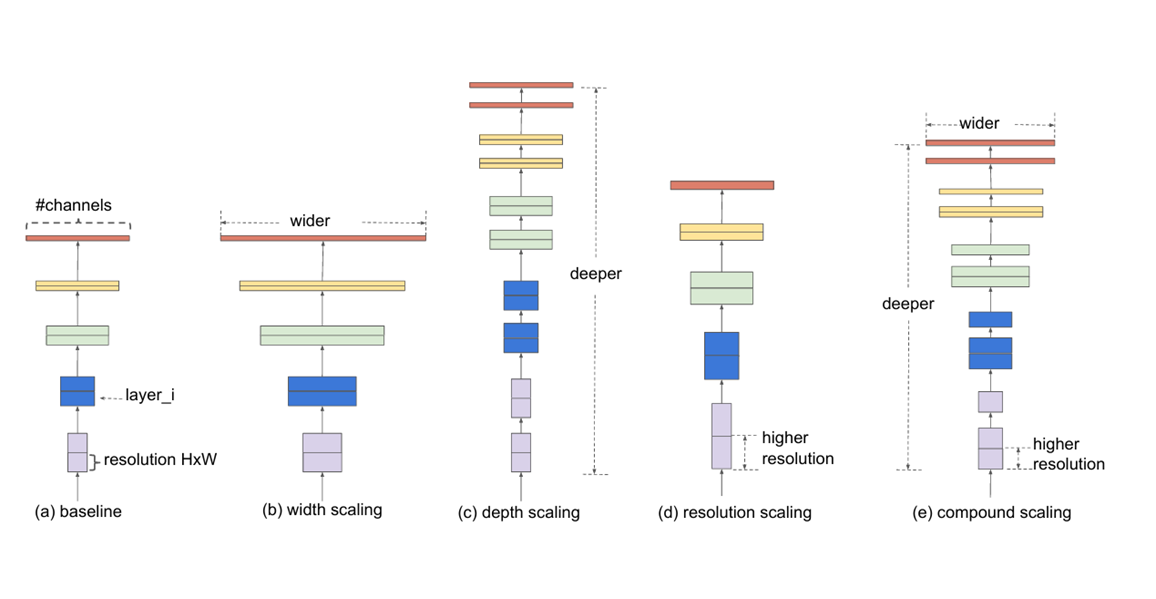 #channels
layer_i
resolution HxW
(a) baseline
wider
(b) width scaling
deeper
(c) depth scaling
higher
resolution
(d) resolution scaling
wider
deeper
higher
resolution
(e) compound scaling